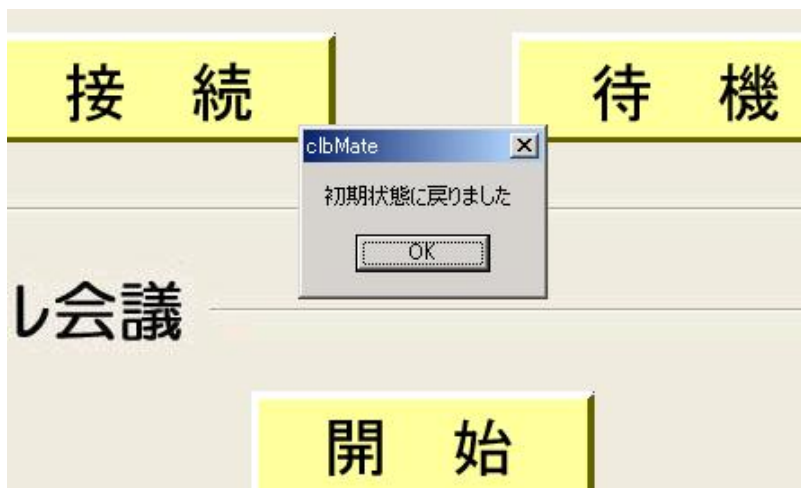 接 続
待 機
clbMate
初期状態に戻りました
OK
ル会議
開 始